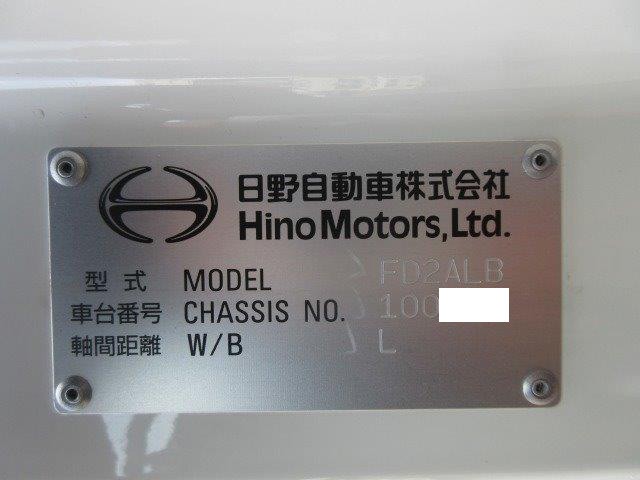 日野自動車株式会社
Hino Motors, Ltd.
型式 MODEL FD2ALB
車台番号 CHASSIS NO. 100
軸間距離 W/B L